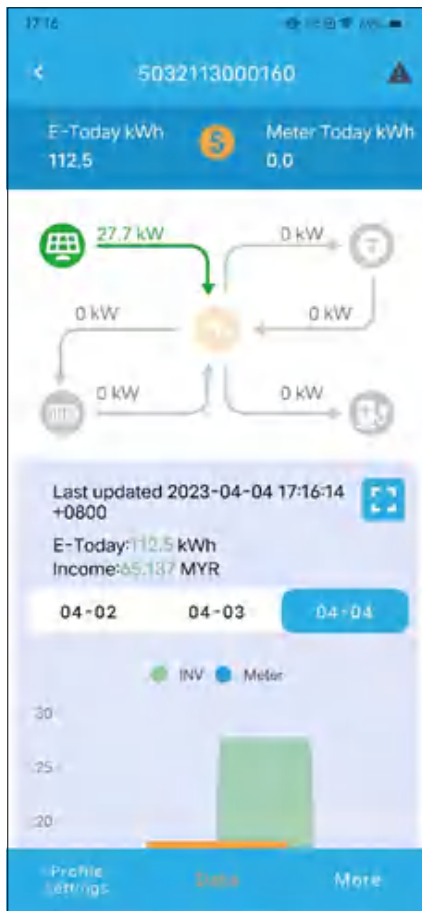 17:16
5032113000160
E-Today kWh
Meter Today kWh
112.5
0.0
27.7 kW
0 kW
0 kW
0 kW
0 kW
0 kW
Last updated 2023-04-04 17:16:14
+0800
E-Today:112.5 kWh
Income:65.137 MYR
04-02
04-03
04-04
INV
Meter
30
25
20
Profile
settings
Data
More